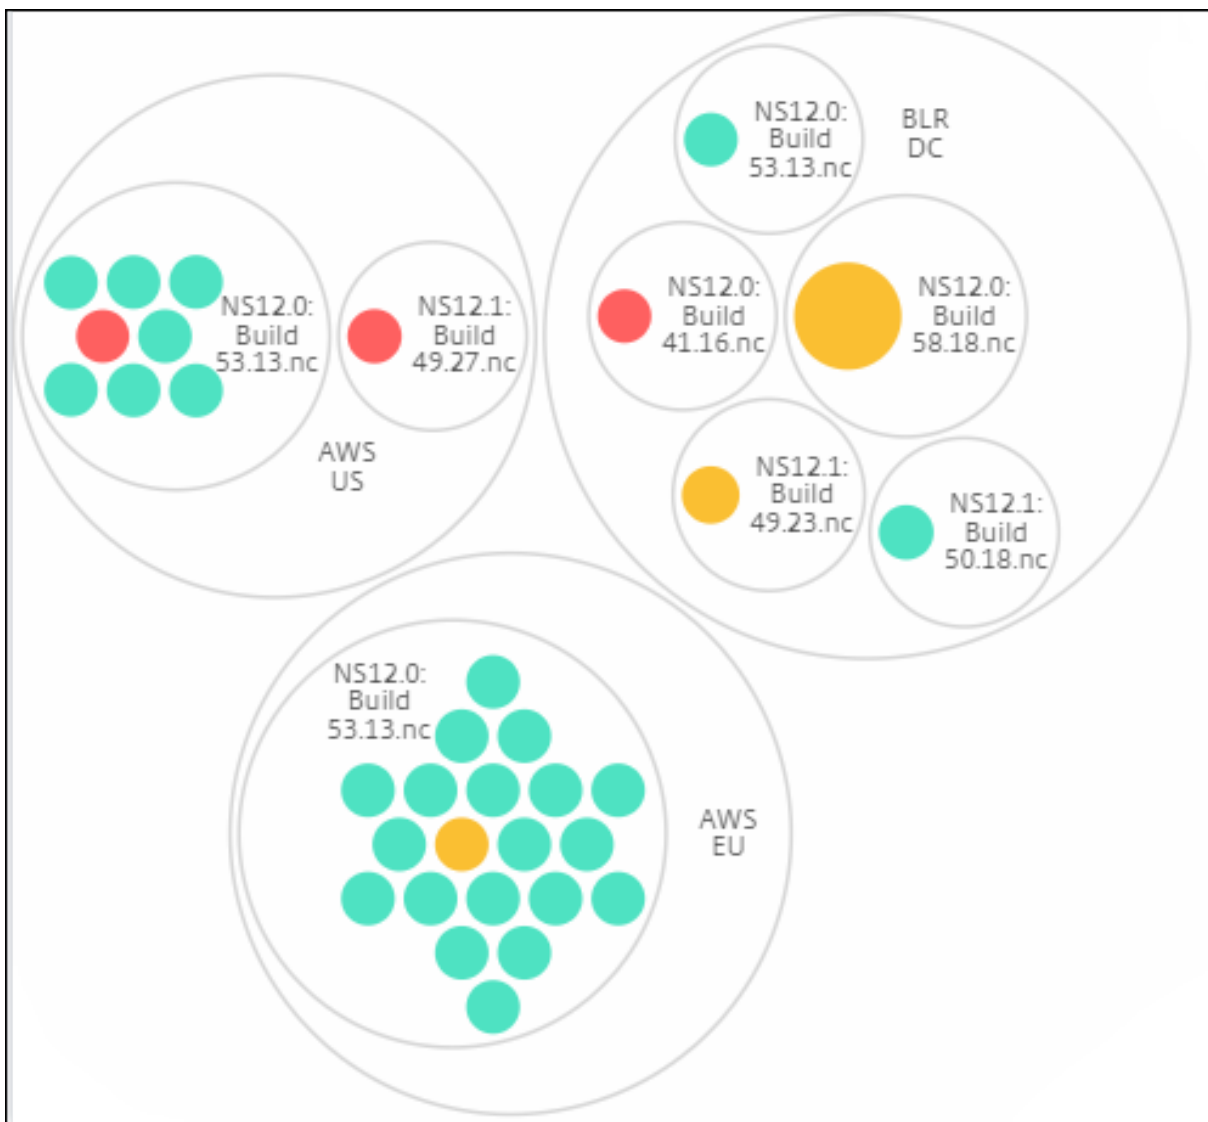 NS12.0:
Build
53.13.nc
BLR
DC
NS12.0:
Build
53.13.nc
NS12.1:
Build
49.27.nc
NS12.0:
Build
41.16.nc
NS12.0:
Build
58.18.nc
AWS
US
NS12.1:
Build
49.23.nc
NS12.1:
Build
50.18.nc
NS12.0:
Build
53.13.nc
AWS
EU